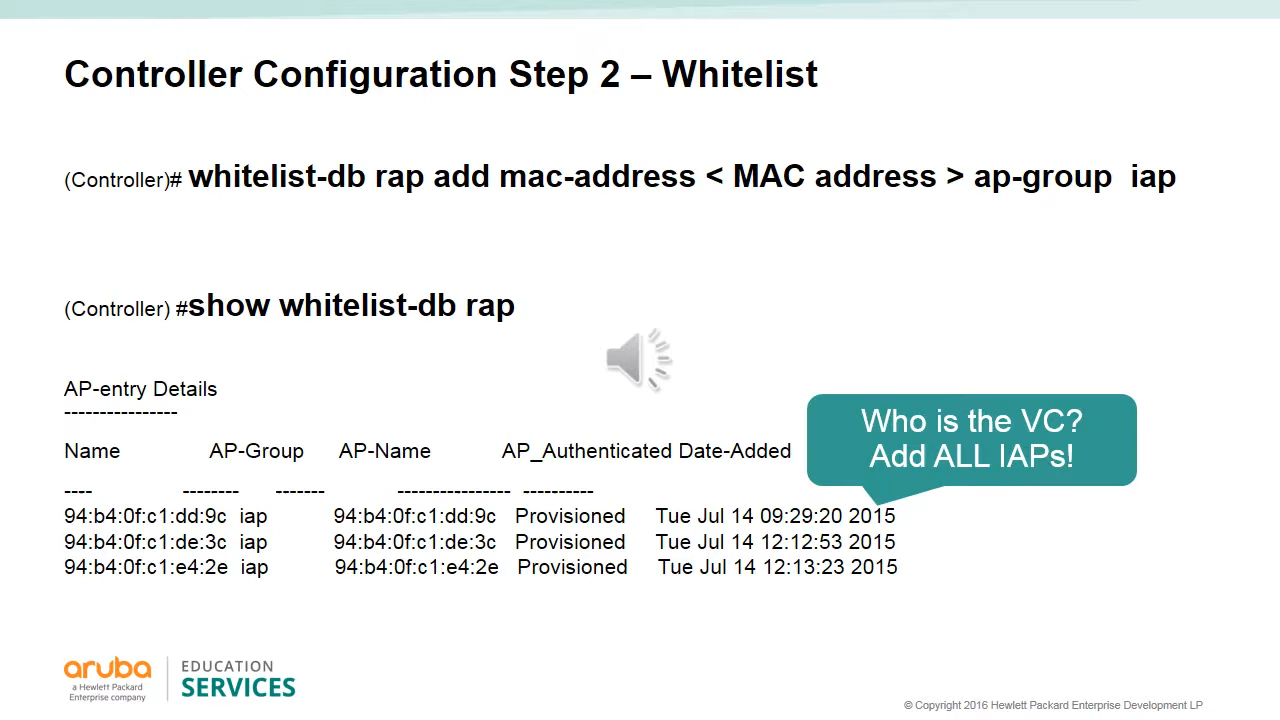 Controller Configuration Step 2 – Whitelist
(Controller)# whitelist-db rap add mac-address < MAC address > ap-group iap
(Controller) #show whitelist-db rap
AP-entry Details
----------------
Name AP-Group AP-Name AP_Authenticated Date-Added
---- -------- ------- ---------------- ----------
94:b4:0f:c1:dd:9c iap 94:b4:0f:c1:dd:9c Provisioned Tue Jul 14 09:29:20 2015
94:b4:0f:c1:de:3c iap 94:b4:0f:c1:de:3c Provisioned Tue Jul 14 12:12:53 2015
94:b4:0f:c1:e4:2e iap 94:b4:0f:c1:e4:2e Provisioned Tue Jul 14 12:13:23 2015
Who is the VC?
Add ALL IAPs!
aruba
a Hewlett Packard
Enterprise company
EDUCATION
SERVICES
© Copyright 2016 Hewlett Packard Enterprise Development LP